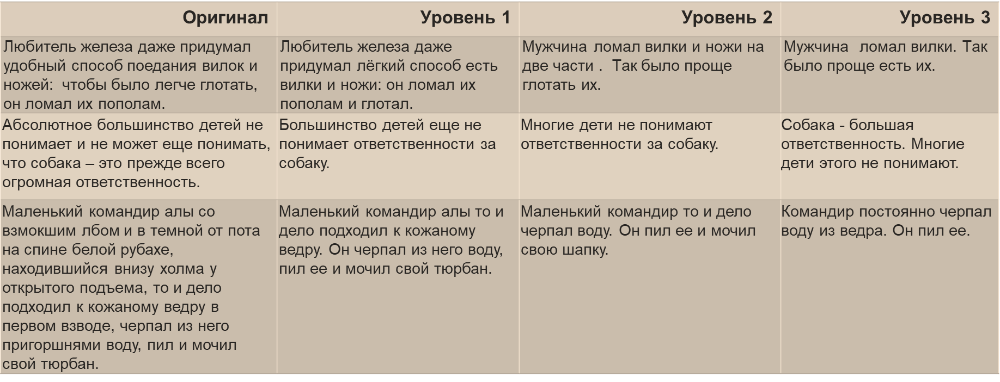 Оригинал
Уровень 1
Уровень 2
Уровень 3
Любитель железа даже придумал
удобный способ поедания вилок и
ножей: чтобы было легче глотать,
он ломал их пополам.
Любитель железа даже
придумал лёгкий способ есть
вилки и ножи: он ломал их
пополам и глотал.
Мужчина ломал вилки и ножи на
две части . Так было проще
глотать их.
Мужчина ломал вилки. Так
было проще есть их.
Абсолютное большинство детей не
понимает и не может еще понимать,
что собака – это прежде всего
огромная ответственность.
Большинство детей еще не
понимает ответственности за
собаку.
Многие дети не понимают
ответственности за собаку.
Собака - большая
ответственность. Многие
дети этого не понимают.
Маленький командир алы со
взмокшим лбом и в темной от пота
на спине белой рубахе,
находившийся внизу холма у
открытого подъема, то и дело
подходил к кожаному ведру в
первом взводе, черпал из него
пригоршнями воду, пил и мочил
свой тюрбан.
Маленький командир алы то и
дело подходил к кожаному
ведру. Он черпал из него воду,
пил ее и мочил свой тюрбан.
Маленький командир то и дело
черпал воду. Он пил ее и мочил
свою шапку.
Командир постоянно черпал
воду из ведра. Он пил ее.